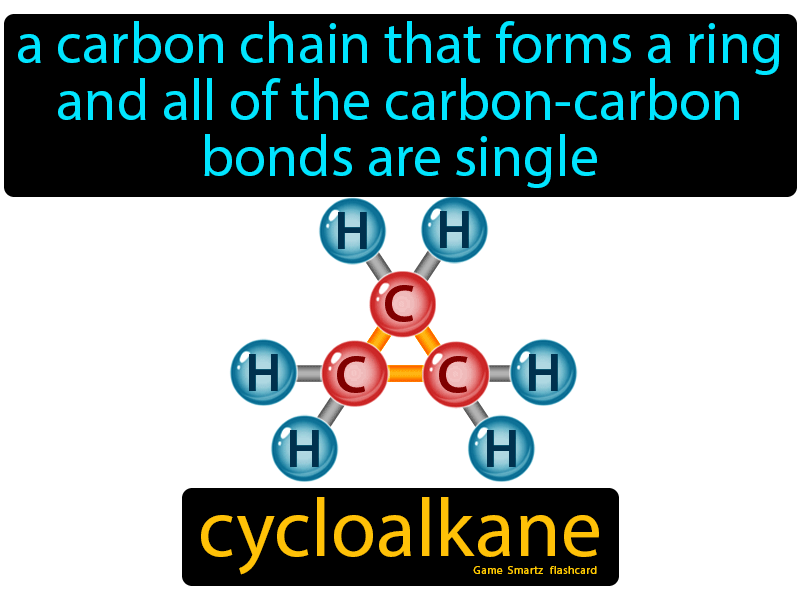 a carbon chain that forms a ring
and all of the carbon-carbon
bonds are single
H H
C
H C C H
H H
cycloalkane
Game Smartz flashcard